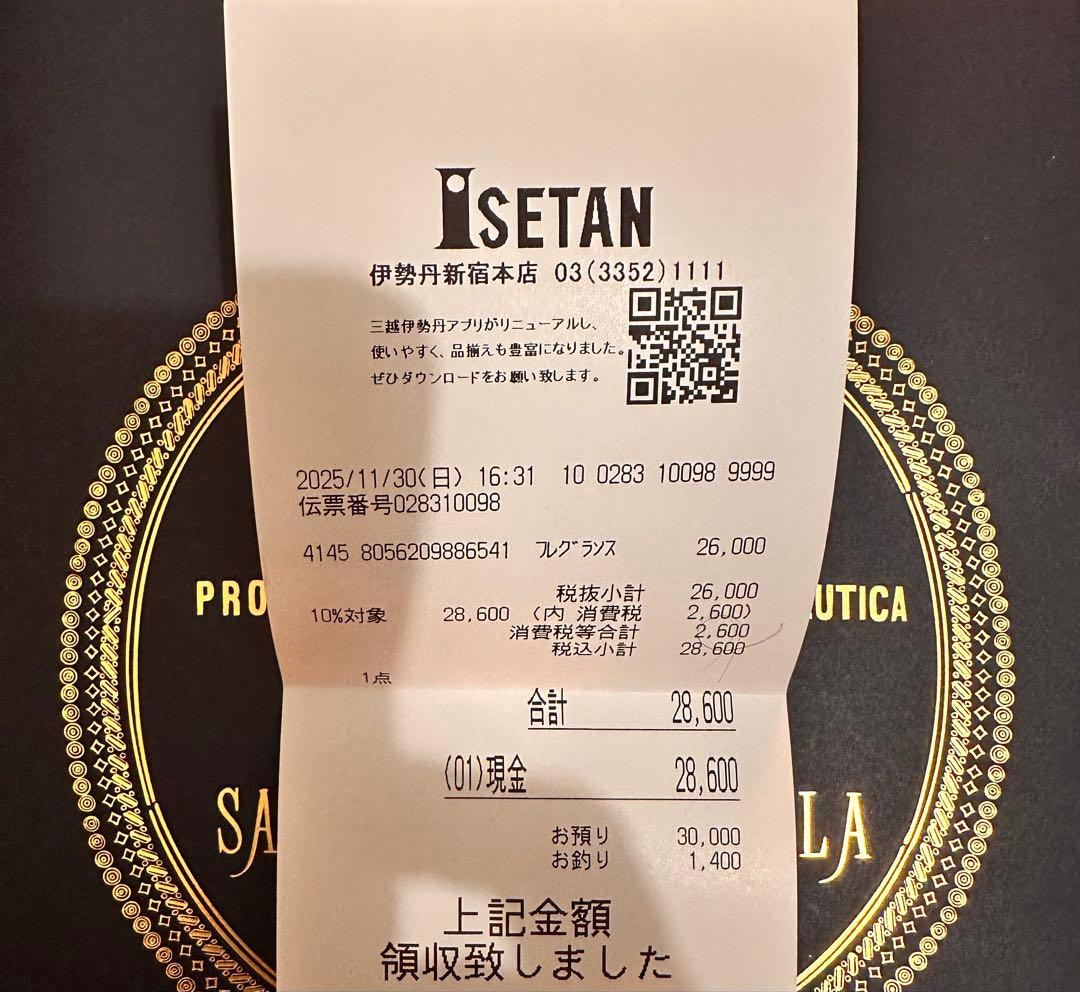 ISETAN
伊勢丹新宿本店 03(3352)1111
三越伊勢丹アプリがリニューアルし、
使いやすく、品揃えも豊富になりました。
ぜひダウンロードをお願い致します。
2025/11/30(日) 16:31 10 0283 10098 9999
伝票番号028310098
4145 8056209886541 フレグランス 26,000
税抜小計 26,000
10%対象 28,600 (内 消費税 2,600)
消費税等合計 2,600
税込小計 28,600
1点
合計 28,600
(01)現金 28,600
お預り 30,000
お釣り 1,400
上記金額
領収致しました
PRO UTICA
SA LA